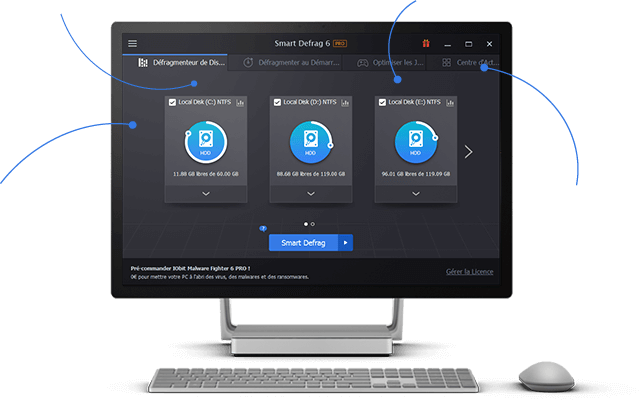 Smart Defrag 6 PRO
Défragmenteur de Dis...
Défragmenter au Démarr...
Optimiser les J...
Centre d'Act...
Local Disk (C:) NTFS
HDD
11.88 GB libres de 60.00 GB
Local Disk (D:) NTFS
HDD
88.68 GB libres de 119.00 GB
Local Disk (E:) NTFS
HDD
96.01 GB libres de 119.09 GB
Smart Defrag
Pré-commander IObit Malware Fighter 6 PRO !
0€ pour mettre votre PC à l'abri des virus, des malwares et des ransomwares.
Gérer la Licence